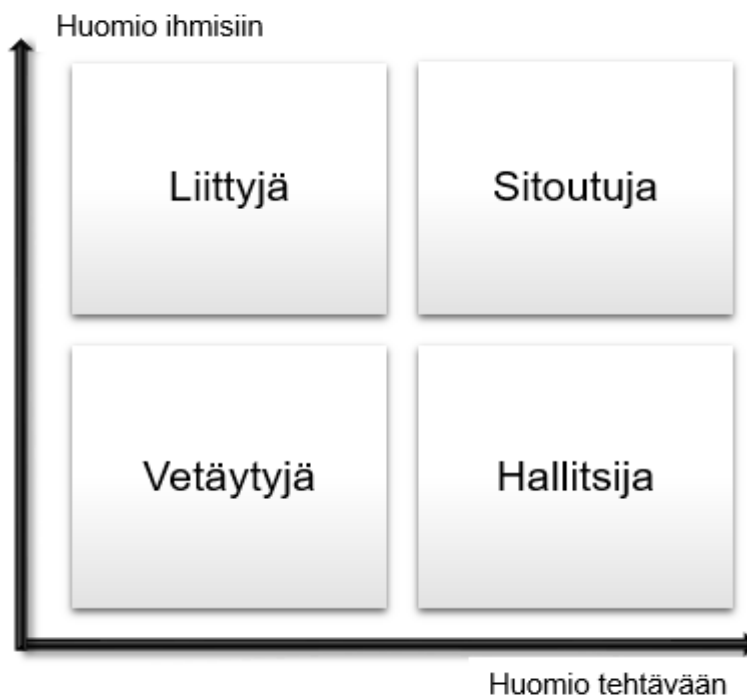 Huomio ihmisiin
Liittyjä
Sitoutuja
Vetäytyjä
Hallitsija
Huomio tehtävään